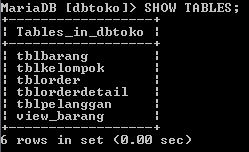 MariaDB [dbtoko]> SHOW TABLES;
+------------------+
| Tables_in_dbtoko |
+------------------+
| tblbarang        |
| tblkelompok      |
| tblorder         |
| tblorderdetail   |
| tblpelanggan     |
| view_barang      |
+------------------+
6 rows in set (0.00 sec)